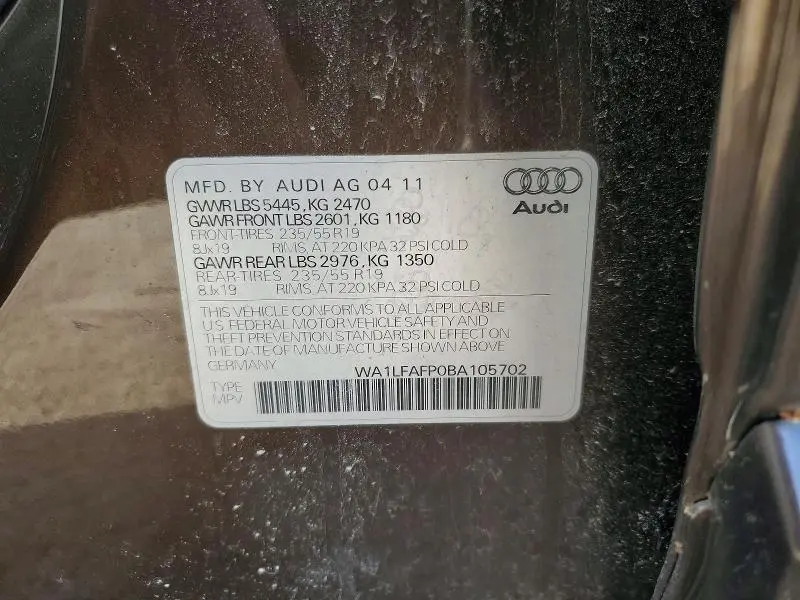 MFD. BY AUDI AG 04 11
GVWR LBS 5445, KG 2470
GAWR FRONT LBS 2601, KG 1180
FRONT-TIRES 235/55 R19
8Jx19 RIMS, AT 220 KPA 32 PSI COLD
GAWR REAR LBS 2976, KG 1350
REAR-TIRES 235/55 R19
8Jx19 RIMS, AT 220 KPA 32 PSI COLD
Audi
THIS VEHICLE CONFORMS TO ALL APPLICABLE
U.S. FEDERAL MOTOR VEHICLE SAFETY AND
THEFT PREVENTION STANDARDS IN EFFECT ON
THE DATE OF MANUFACTURE SHOWN ABOVE
GERMANY WA1LFAFP0BA105702
TYPE
MPV